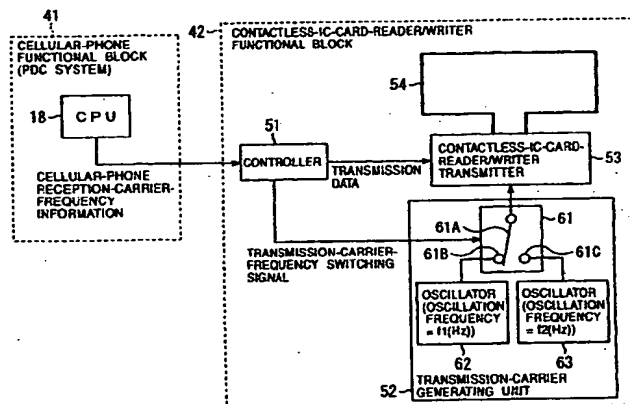 41
CELLULAR-PHONE
FUNCTIONAL BLOCK
(PDC SYSTEM)
18
CPU
CELLULAR-PHONE
RECEPTION-CARRIER-
FREQUENCY
INFORMATION
42
CONTACTLESS-IC-CARD-READER/WRITER
FUNCTIONAL BLOCK
54
51
CONTROLLER
TRANSMISSION
DATA
CONTACTLESS-IC-CARD-
READER/WRITER
TRANSMITTER
53
TRANSMISSION-CARRIER-
FREQUENCY SWITCHING
SIGNAL
61
61A
61B
61C
OSCILLATOR
(OSCILLATION
FREQUENCY
= f1(Hz))
62
OSCILLATOR
(OSCILLATION
FREQUENCY
= f2(Hz))
63
52
TRANSMISSION-CARRIER
GENERATING UNIT